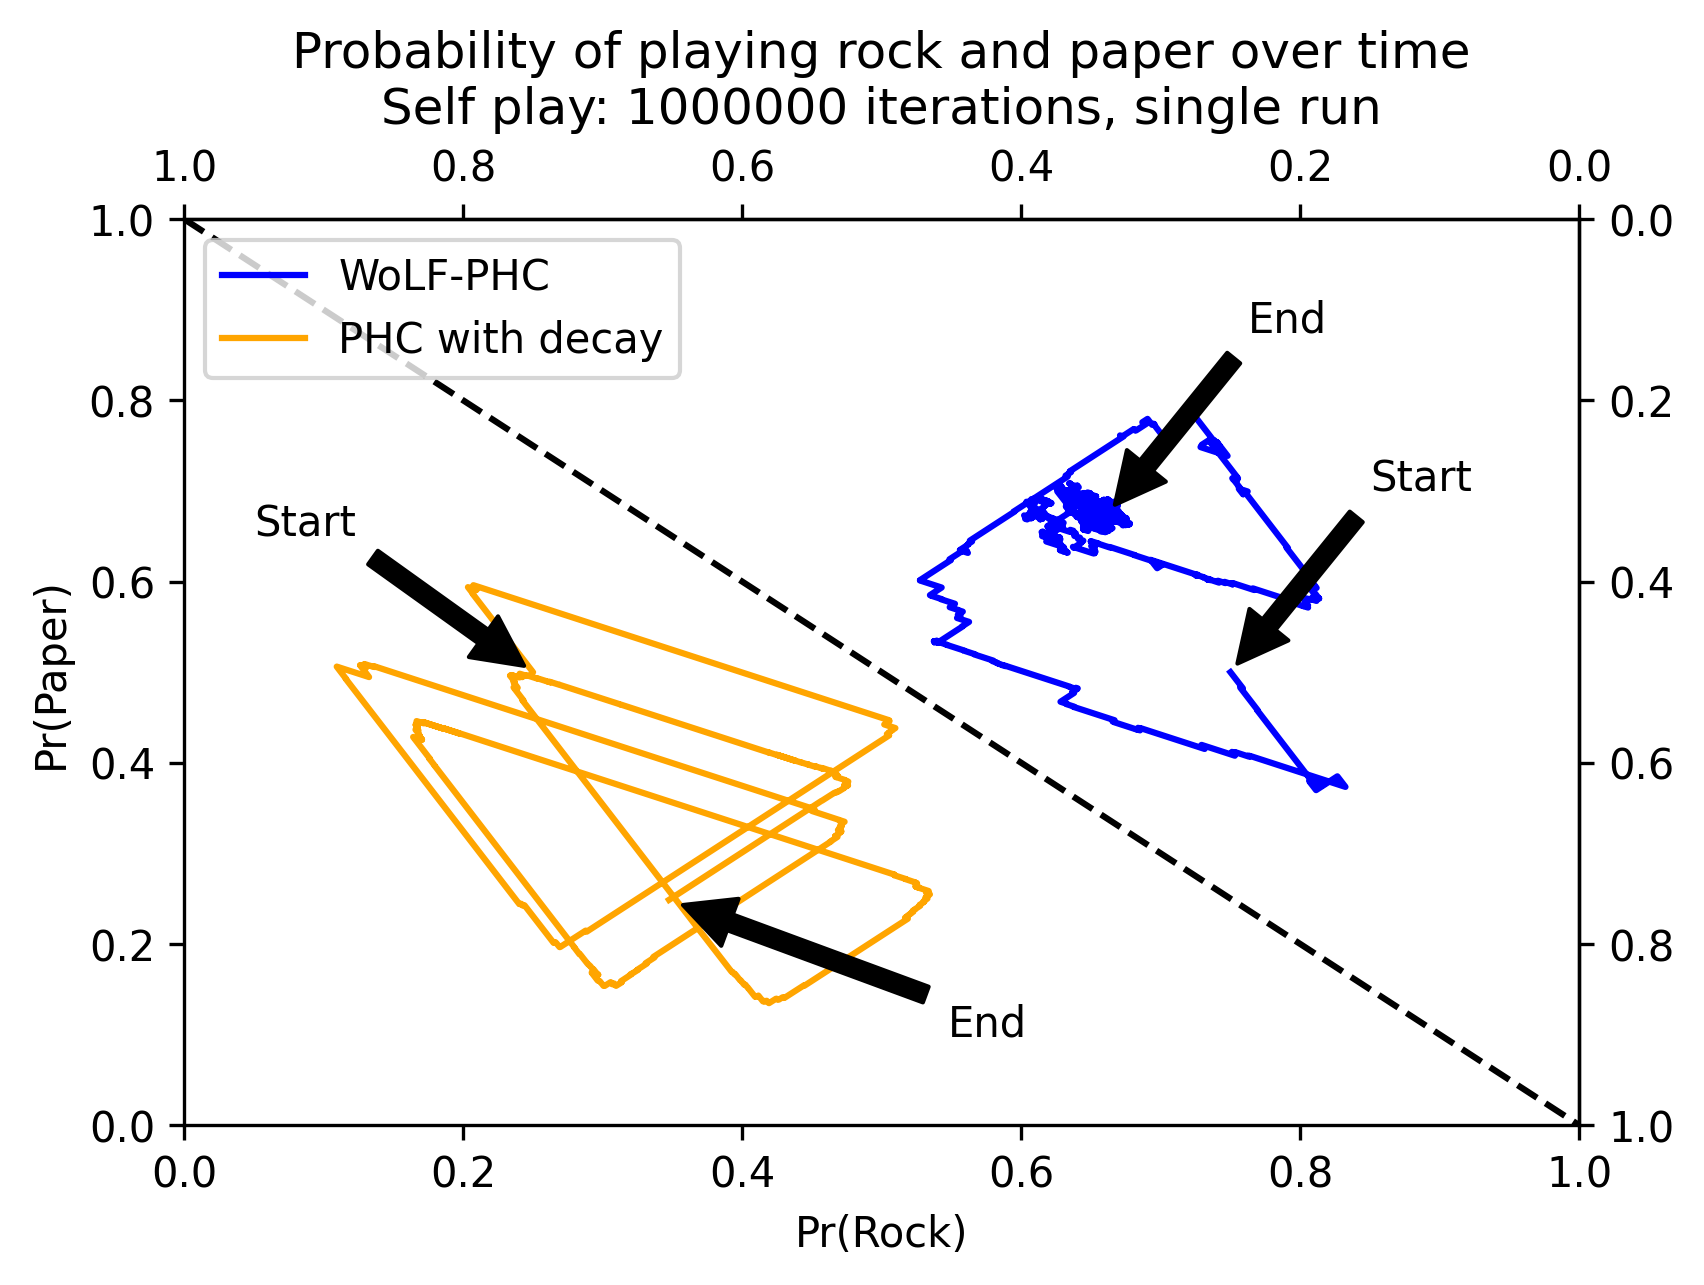 Probability of playing rock and paper over time
Self play: 1000000 iterations, single run
1.0 0.8 0.6 0.4 0.2 0.0
1.0 0.0
WoLF-PHC
End
PHC with decay
0.8 0.2
Start
Start
0.6 0.4
Pr(Paper)
0.4 0.6
0.2 0.8
End
0.0 1.0
0.0 0.2 0.4 0.6 0.8 1.0
Pr(Rock)